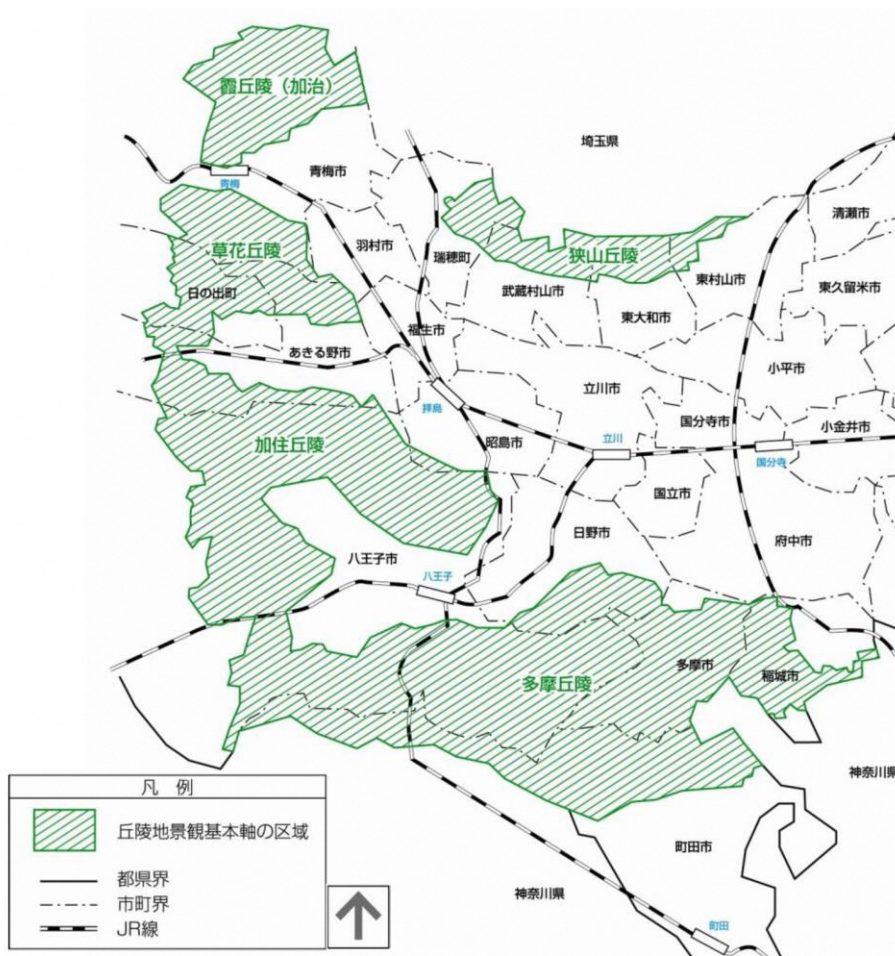 霞丘陵（加治）
埼玉県
青梅市
青梅
清瀬市
羽村市
草花丘陵
瑞穂町
狭山丘陵
東村山市
日の出町
武蔵村山市
東久留米市
東大和市
福生市
あきる野市
小平市
立川市
拝島
国分寺市
小金井市
加住丘陵
昭島市
立川
国分寺
国立市
日野市
府中市
八王子市
八王子
多摩市
稲城市
多摩丘陵
神奈川県
凡 例
丘陵地景観基本軸の区域
町田市
都県界
市町界
JR線
神奈川県
町田